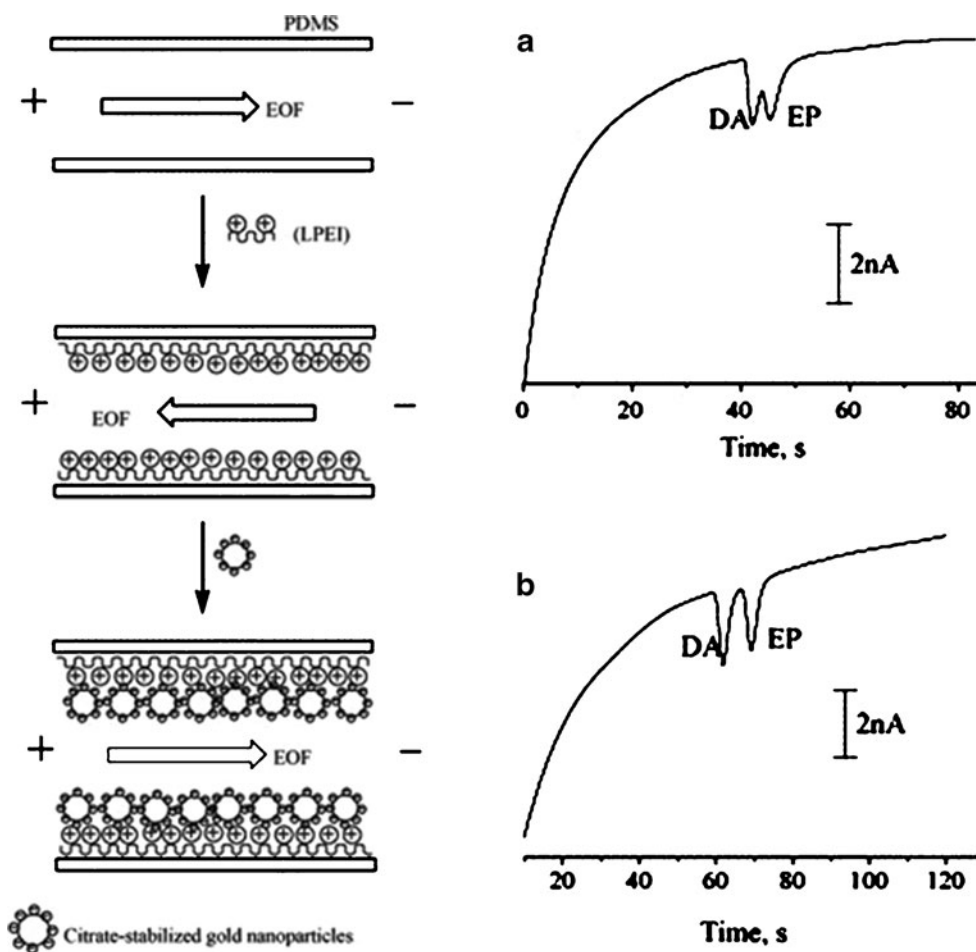 PDMS
+ EOF −
(LPEI)
+ EOF −
+ EOF −
Citrate-stabilized gold nanoparticles
a
DA EP
2nA
0 20 40 60 80
Time, s
b
DA EP
2nA
20 40 60 80 100 120
Time, s